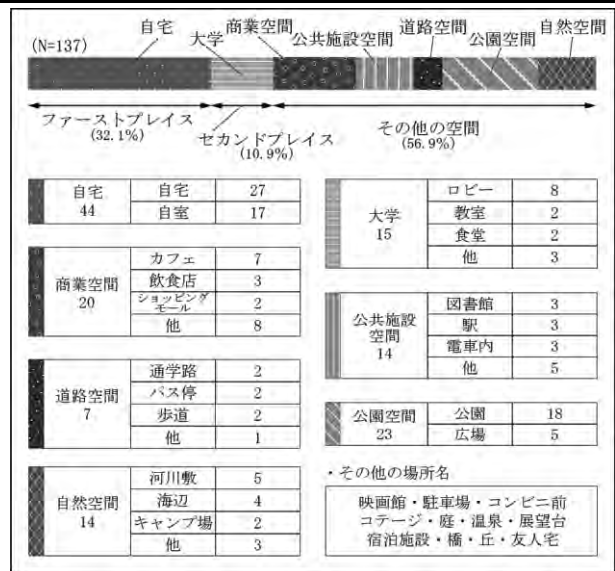 (N=137)
自宅
大学
商業空間
公共施設空間
道路空間
公園空間
自然空間
ファーストプレイス
(32.1%)
セカンドプレイス
(10.9%)
その他の空間
(56.9%)
自宅
44
自宅 27
自室 17
商業空間
20
カフェ 7
飲食店 3
ショッピング
モール 2
他 8
道路空間
7
通学路 2
バス停 2
歩道 2
他 1
自然空間
14
河川敷 5
海辺 4
キャンプ場 2
他 3
大学
15
ロビー 8
教室 2
食堂 2
他 3
公共施設
空間
14
図書館 3
駅 3
電車内 3
他 5
公園空間
23
公園 18
広場 5
・その他の場所名
映画館・駐車場・コンビニ前
コテージ・庭・温泉・展望台
宿泊施設・橋・丘・友人宅